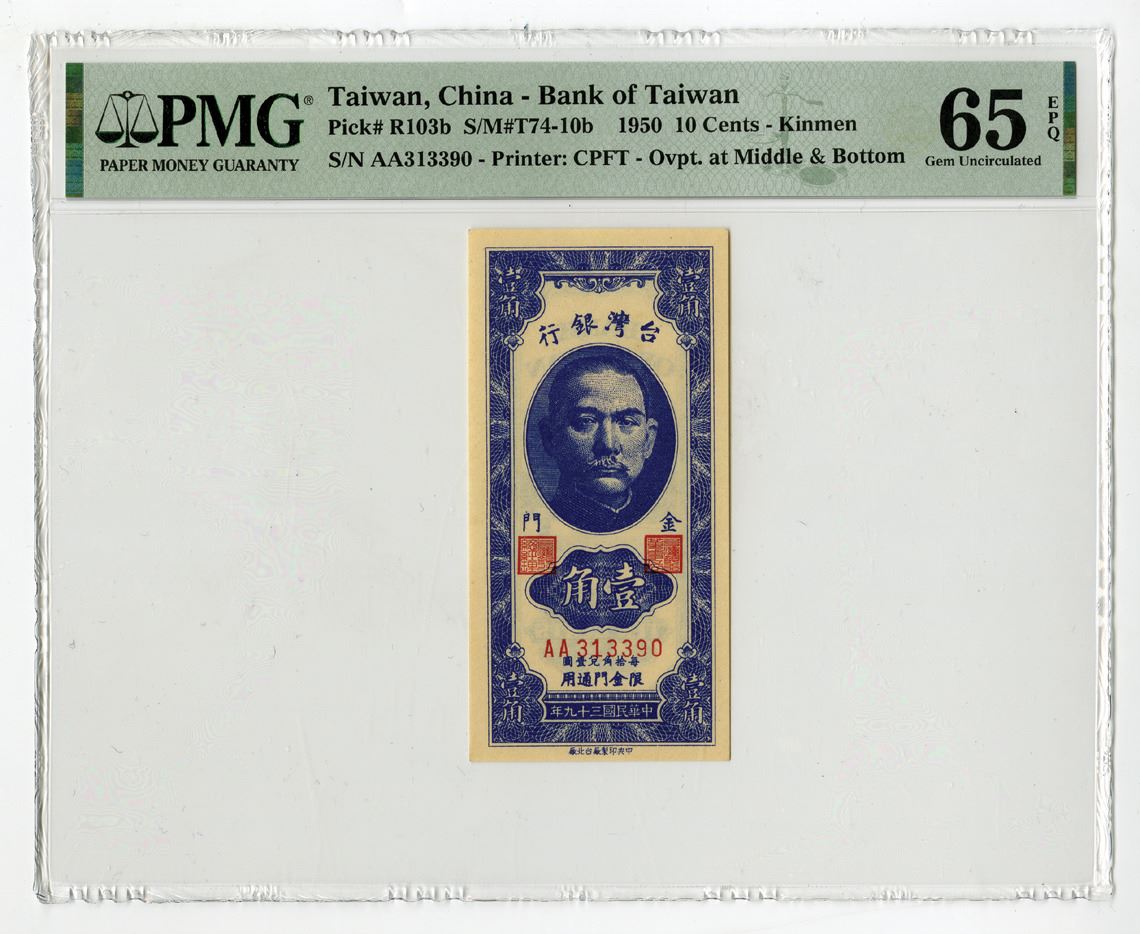 PMG®
PAPER MONEY GUARANTY
Taiwan, China - Bank of Taiwan
Pick# R103b S/M#T74-10b 1950 10 Cents - Kinmen
S/N AA313390 - Printer: CPFT - Ovpt. at Middle & Bottom
65
EPQ
Gem Uncirculated
壹角
壹角
行銀灣台
門
金
角壹
AA313390
圓壹兌角拾每
用通門金限
壹角
壹角
年九十三國民華中
廠北台廠製印央中